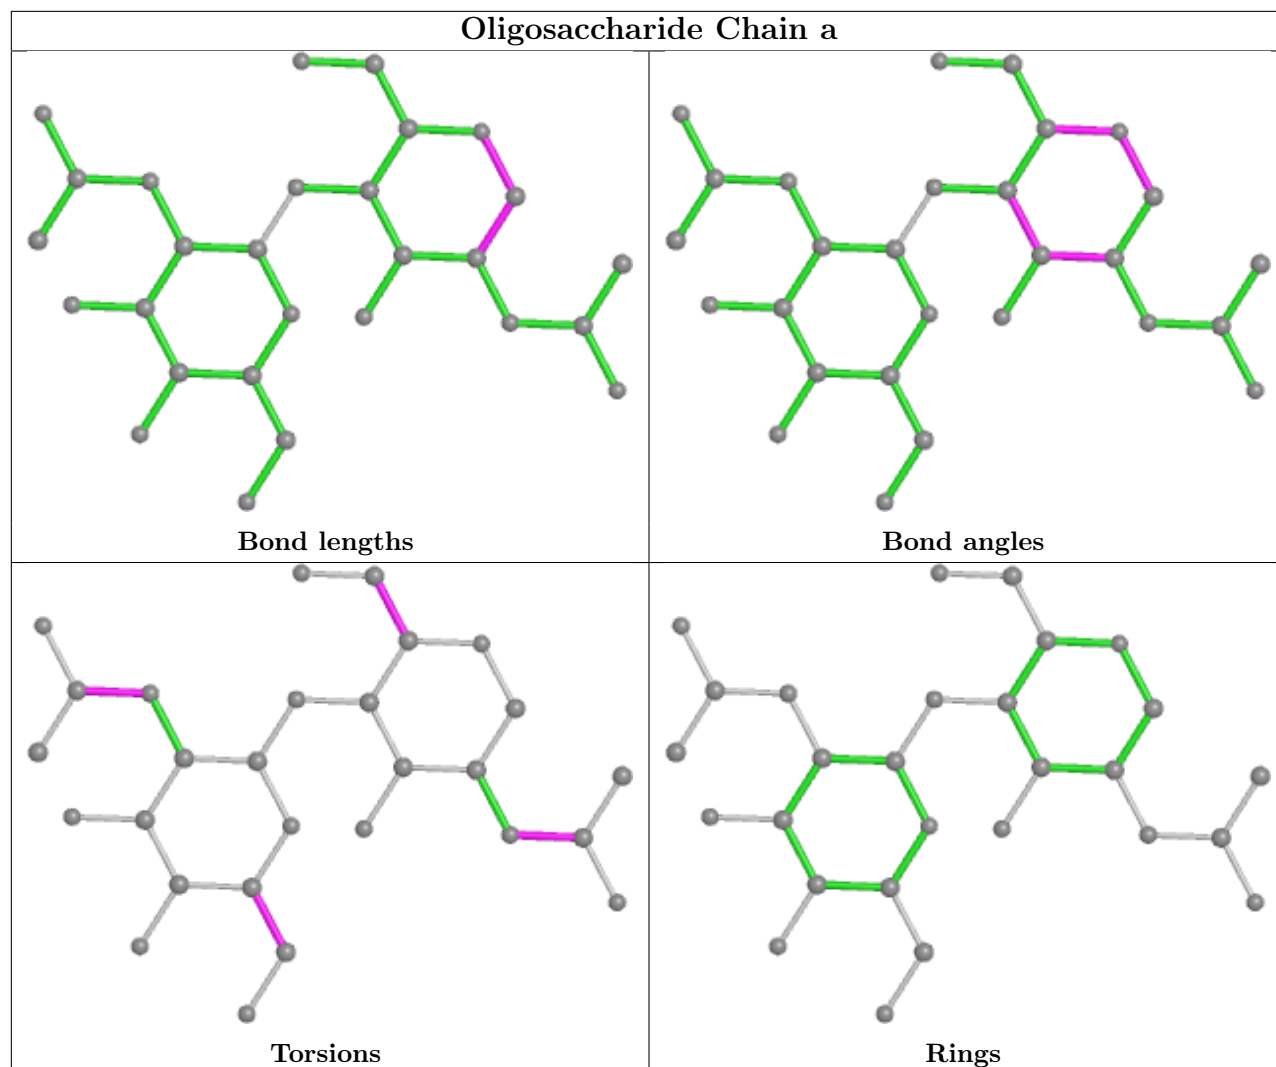 Oligosaccharide Chain a
Bond lengths
Bond angles
Torsions
Rings